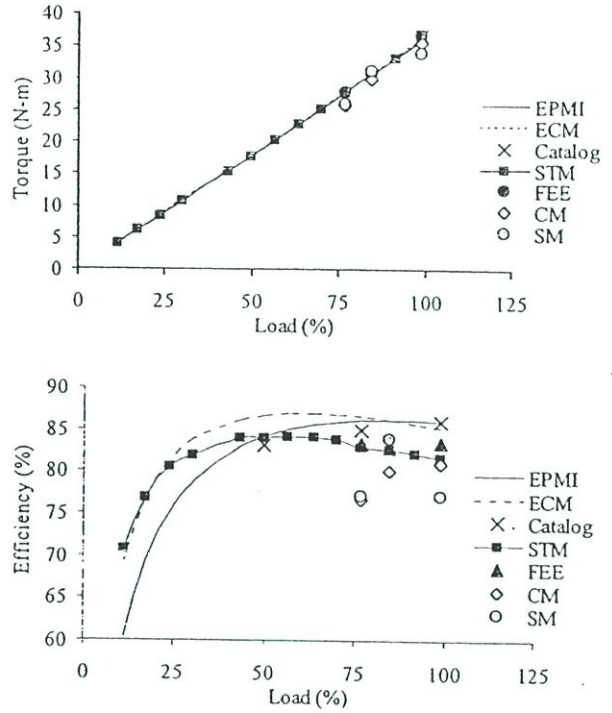 Torque (N-m)
40
35
30
25
20
15
10
5
0
0
25
50
75
100
125
Load (%)
EPMI
ECM
Catalog
STM
FEE
CM
SM
Efficiency (%)
90
85
80
75
70
65
60
0
25
50
75
100
125
Load (%)
EPMI
ECM
Catalog
STM
FEE
CM
SM